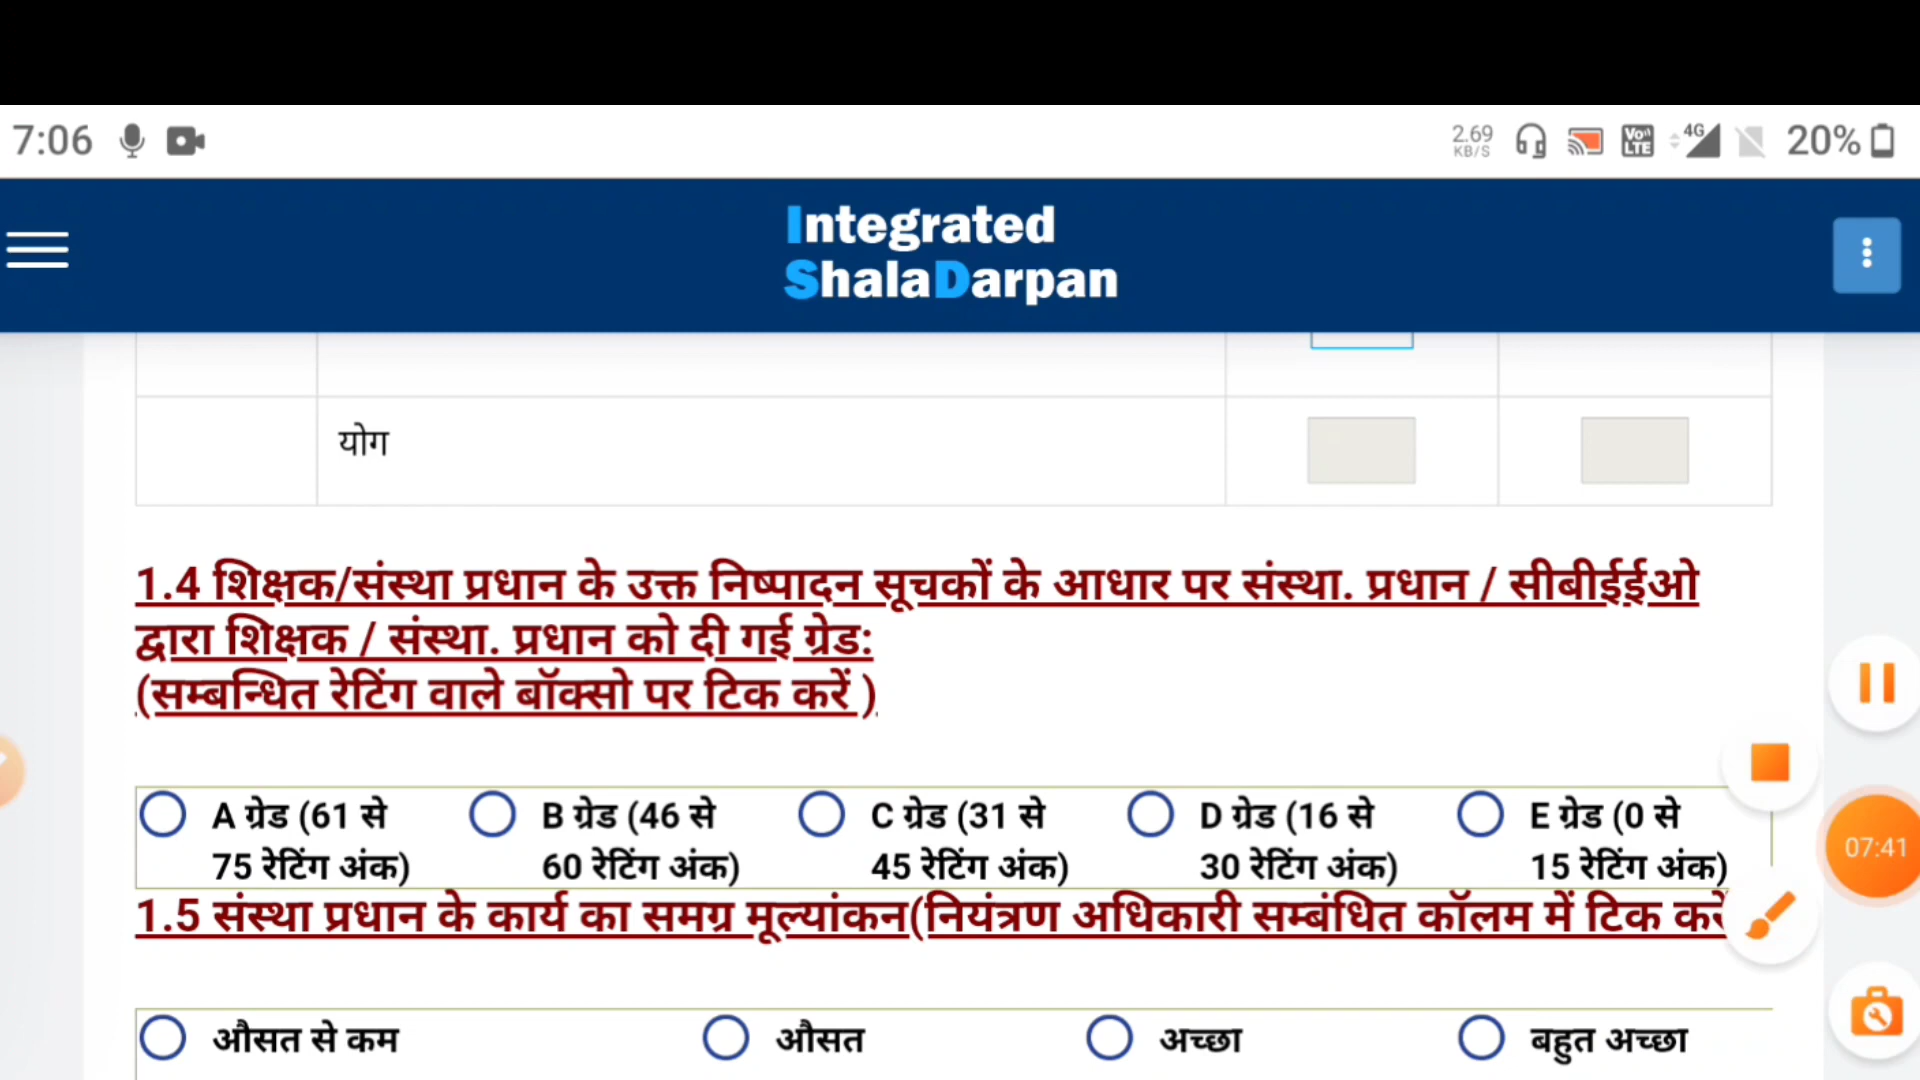 7:06
2.69
KB/S
Vo))
LTE
4G
20%
Integrated
ShalaDarpan
योग
1.4 शिक्षक/संस्था प्रधान के उक्त निष्पादन सूचकों के आधार पर संस्था. प्रधान / सीबीईईओ
द्वारा शिक्षक / संस्था. प्रधान को दी गई ग्रेड:
(सम्बन्धित रेटिंग वाले बॉक्सो पर टिक करें )
A ग्रेड (61 से
75 रेटिंग अंक)
B ग्रेड (46 से
60 रेटिंग अंक)
C ग्रेड (31 से
45 रेटिंग अंक)
D ग्रेड (16 से
30 रेटिंग अंक)
E ग्रेड (0 से
15 रेटिंग अंक)
07:41
1.5 संस्था प्रधान के कार्य का समग्र मूल्यांकन(नियंत्रण अधिकारी सम्बंधित कॉलम में टिक करें
औसत से कम
औसत
अच्छा
बहुत अच्छा